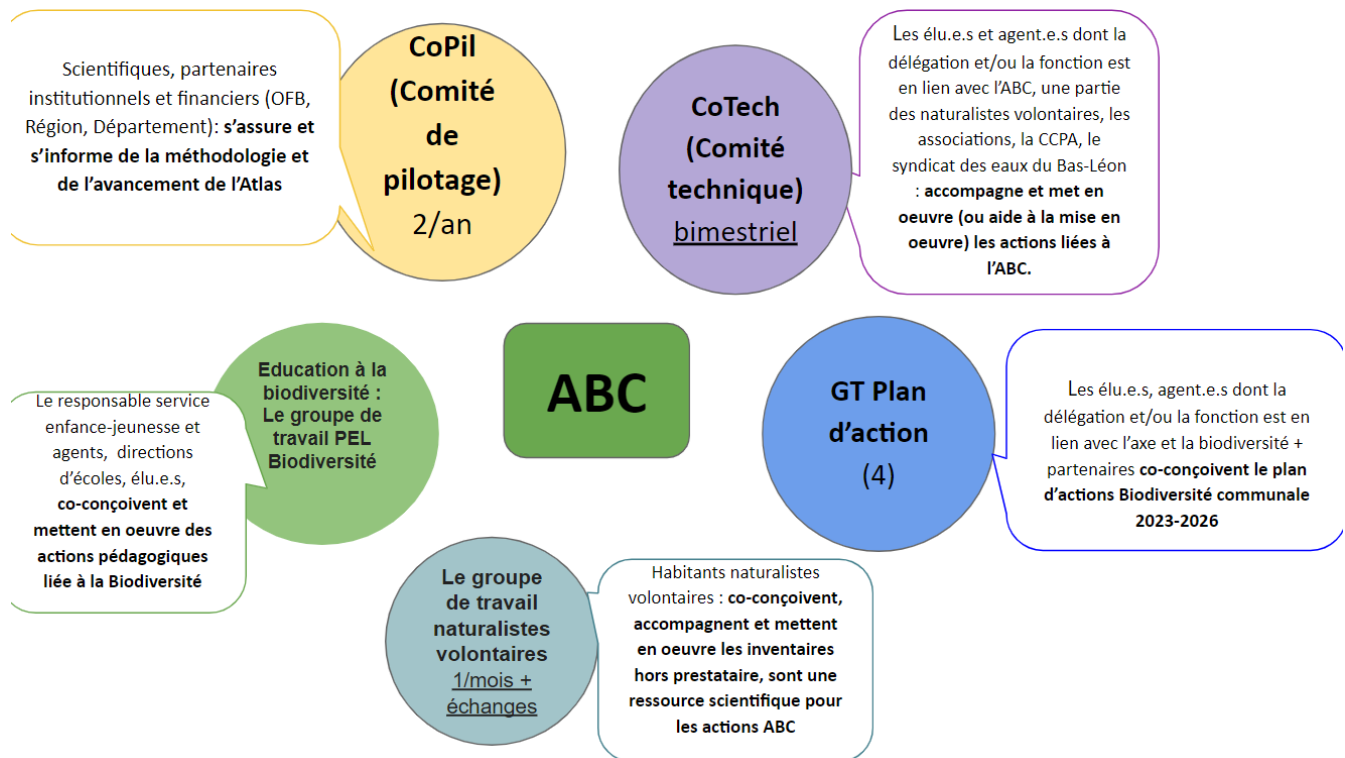 Scientifiques, partenaires
institutionnels et financiers (OFB,
Région, Département): s'assure et
s'informe de la méthodologie et
de l'avancement de l'Atlas
CoPil
(Comité
de
pilotage)
2/an
CoTech
(Comité
technique)
bimestriel
Les élu.e.s et agent.e.s dont la
délégation et/ou la fonction est
en lien avec l'ABC, une partie
des naturalistes volontaires, les
associations, la CCPA, le
syndicat des eaux du Bas-Léon
: accompagne et met en
oeuvre (ou aide à la mise en
oeuvre) les actions liées à
l'ABC.
Education à la
biodiversité :
Le groupe de
travail PEL
Biodiversité
Le responsable service
enfance-jeunesse et
agents, directions
d'écoles, élu.e.s,
co-conçoivent et
mettent en oeuvre des
actions pédagogiques
liée à la Biodiversité
ABC
GT Plan
d'action
(4)
Les élu.e.s, agent.e.s dont la
délégation et/ou la fonction est en
lien avec l'axe et la biodiversité +
partenaires co-conçoivent le plan
d'actions Biodiversité communale
2023-2026
Le groupe
de travail
naturalistes
volontaires
1/mois +
échanges
Habitants naturalistes
volontaires : co-conçoivent,
accompagnent et mettent
en oeuvre les inventaires
hors prestataire, sont une
ressource scientifique pour
les actions ABC